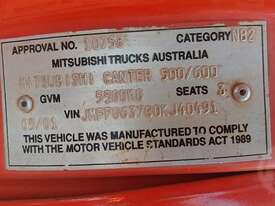 APPROVAL NO. 10756 CATEGORY NB2
MITSUBISHI TRUCKS AUSTRALIA
MITSUBISHI CANTER 500/600
GVM SEATS 3
VIN
THIS VEHICLE WAS MANUFACTURED TO COMPLY
WITH THE MOTOR VEHICLE STANDARDS ACT 1989